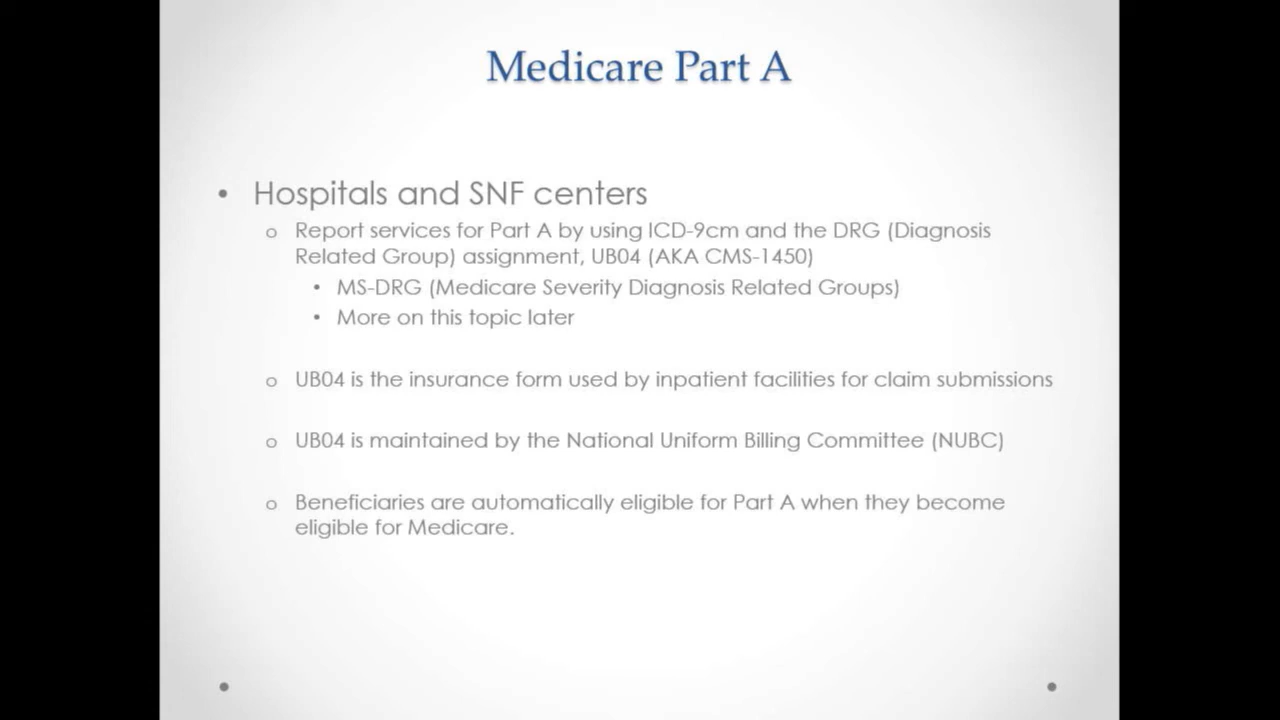 Medicare Part A
• Hospitals and SNF centers
o Report services for Part A by using ICD-9cm and the DRG (Diagnosis
Related Group) assignment, UB04 (AKA CMS-1450)
• MS-DRG (Medicare Severity Diagnosis Related Groups)
• More on this topic later
o UB04 is the insurance form used by inpatient facilities for claim submissions
o UB04 is maintained by the National Uniform Billing Committee (NUBC)
o Beneficiaries are automatically eligible for Part A when they become
eligible for Medicare.